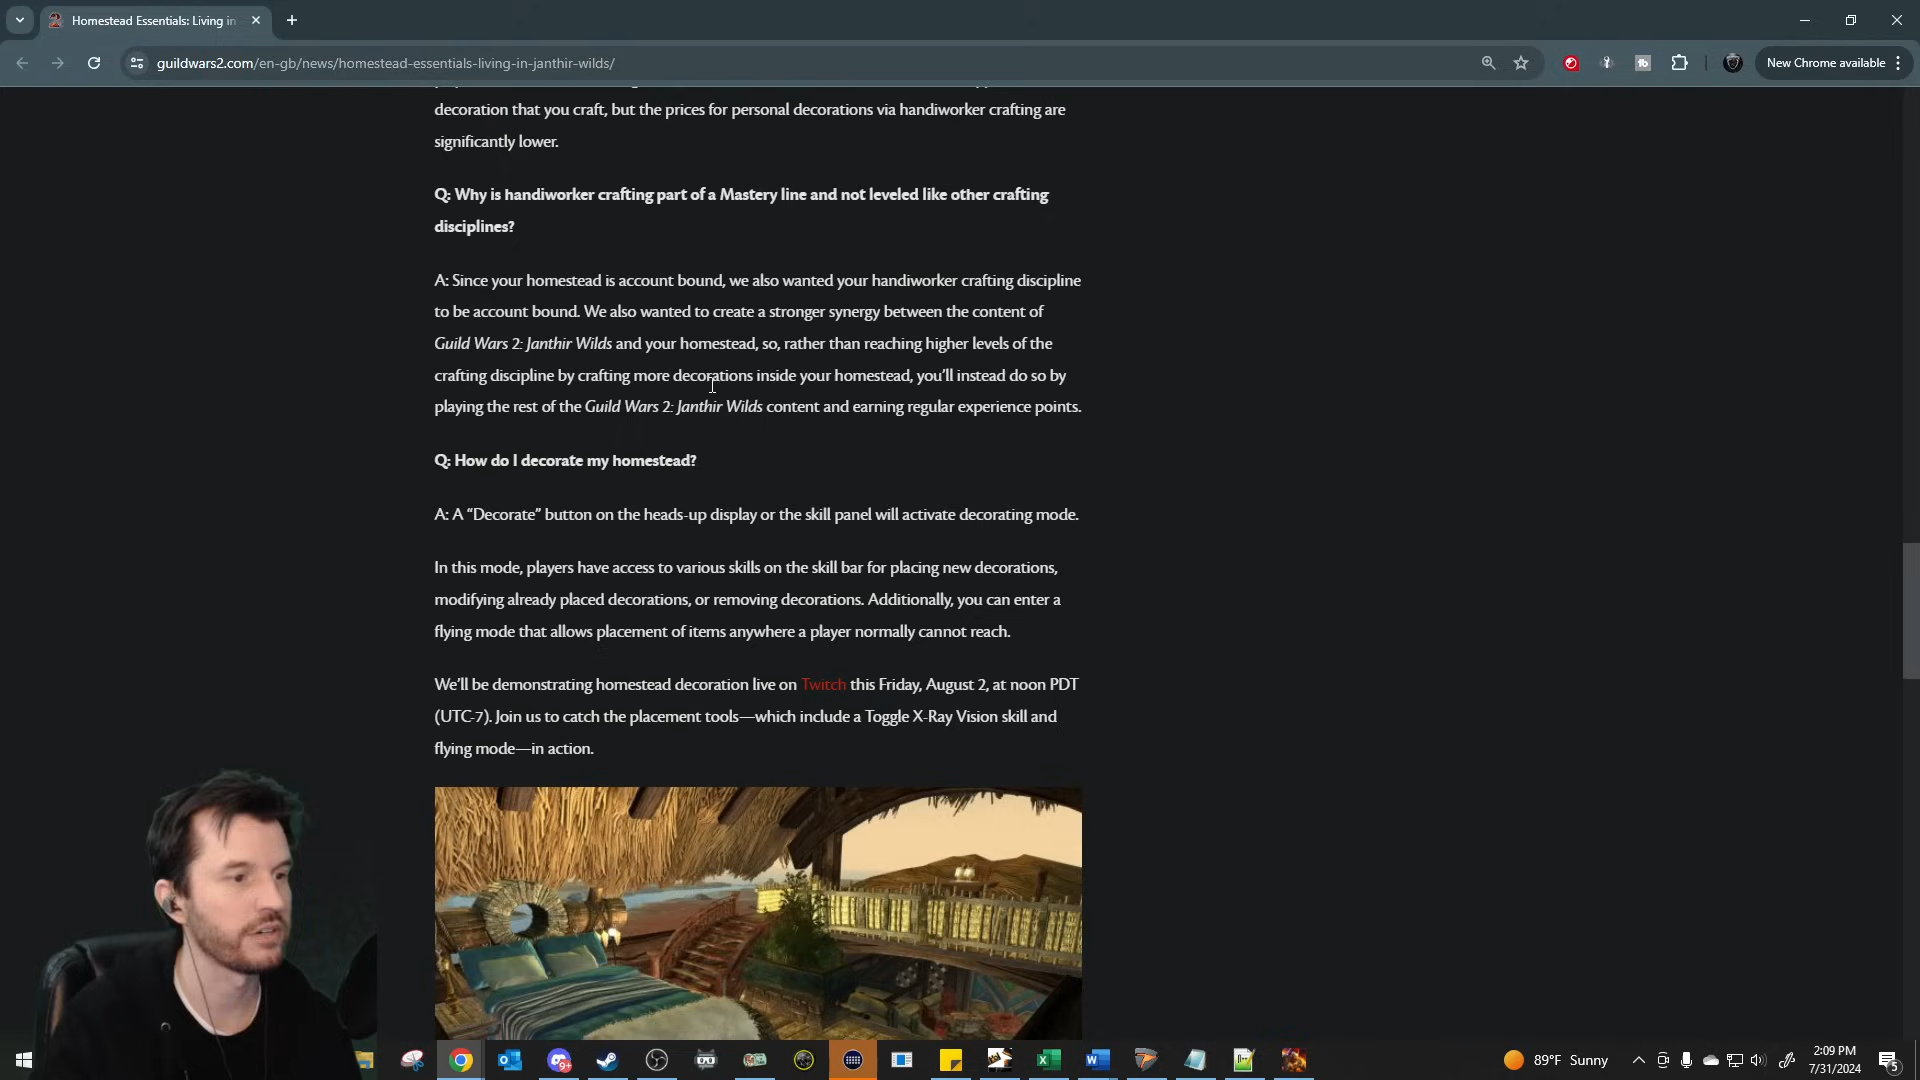 Homestead Essentials: Living in
guildwars2.com/en-gb/news/homestead-essentials-living-in-janthir-wilds/
New Chrome available
decoration that you craft, but the prices for personal decorations via handiworker crafting are
significantly lower.
Q: Why is handiworker crafting part of a Mastery line and not leveled like other crafting
disciplines?
A: Since your homestead is account bound, we also wanted your handiworker crafting discipline
to be account bound. We also wanted to create a stronger synergy between the content of
Guild Wars 2: Janthir Wilds and your homestead, so, rather than reaching higher levels of the
crafting discipline by crafting more decorations inside your homestead, you’ll instead do so by
playing the rest of the Guild Wars 2: Janthir Wilds content and earning regular experience points.
Q: How do I decorate my homestead?
A: A “Decorate” button on the heads-up display or the skill panel will activate decorating mode.
In this mode, players have access to various skills on the skill bar for placing new decorations,
modifying already placed decorations, or removing decorations. Additionally, you can enter a
flying mode that allows placement of items anywhere a player normally cannot reach.
We’ll be demonstrating homestead decoration live on Twitch this Friday, August 2, at noon PDT
(UTC-7). Join us to catch the placement tools—which include a Toggle X-Ray Vision skill and
flying mode—in action.
89°F Sunny
2:09 PM
7/31/2024
5